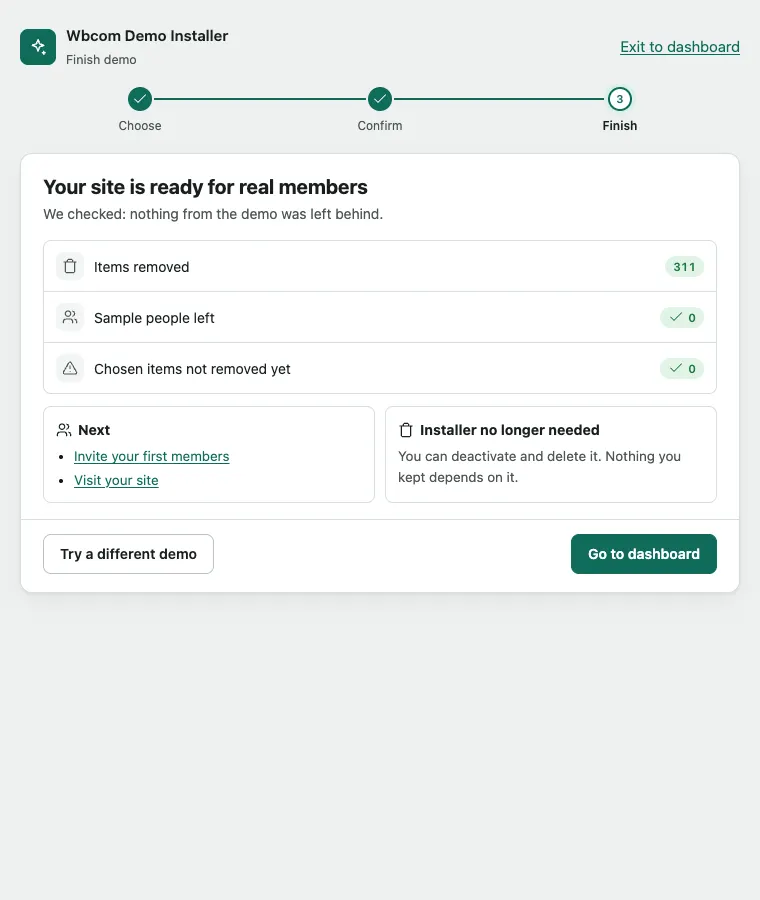 Wbcom Demo Installer
Finish demo
Exit to dashboard
3
Choose
Confirm
Finish
Your site is ready for real members
We checked: nothing from the demo was left behind.
Items removed
311
Sample people left
0
Chosen items not removed yet
0
Next
Invite your first members
Visit your site
Installer no longer needed
You can deactivate and delete it. Nothing you
kept depends on it.
Try a different demo
Go to dashboard